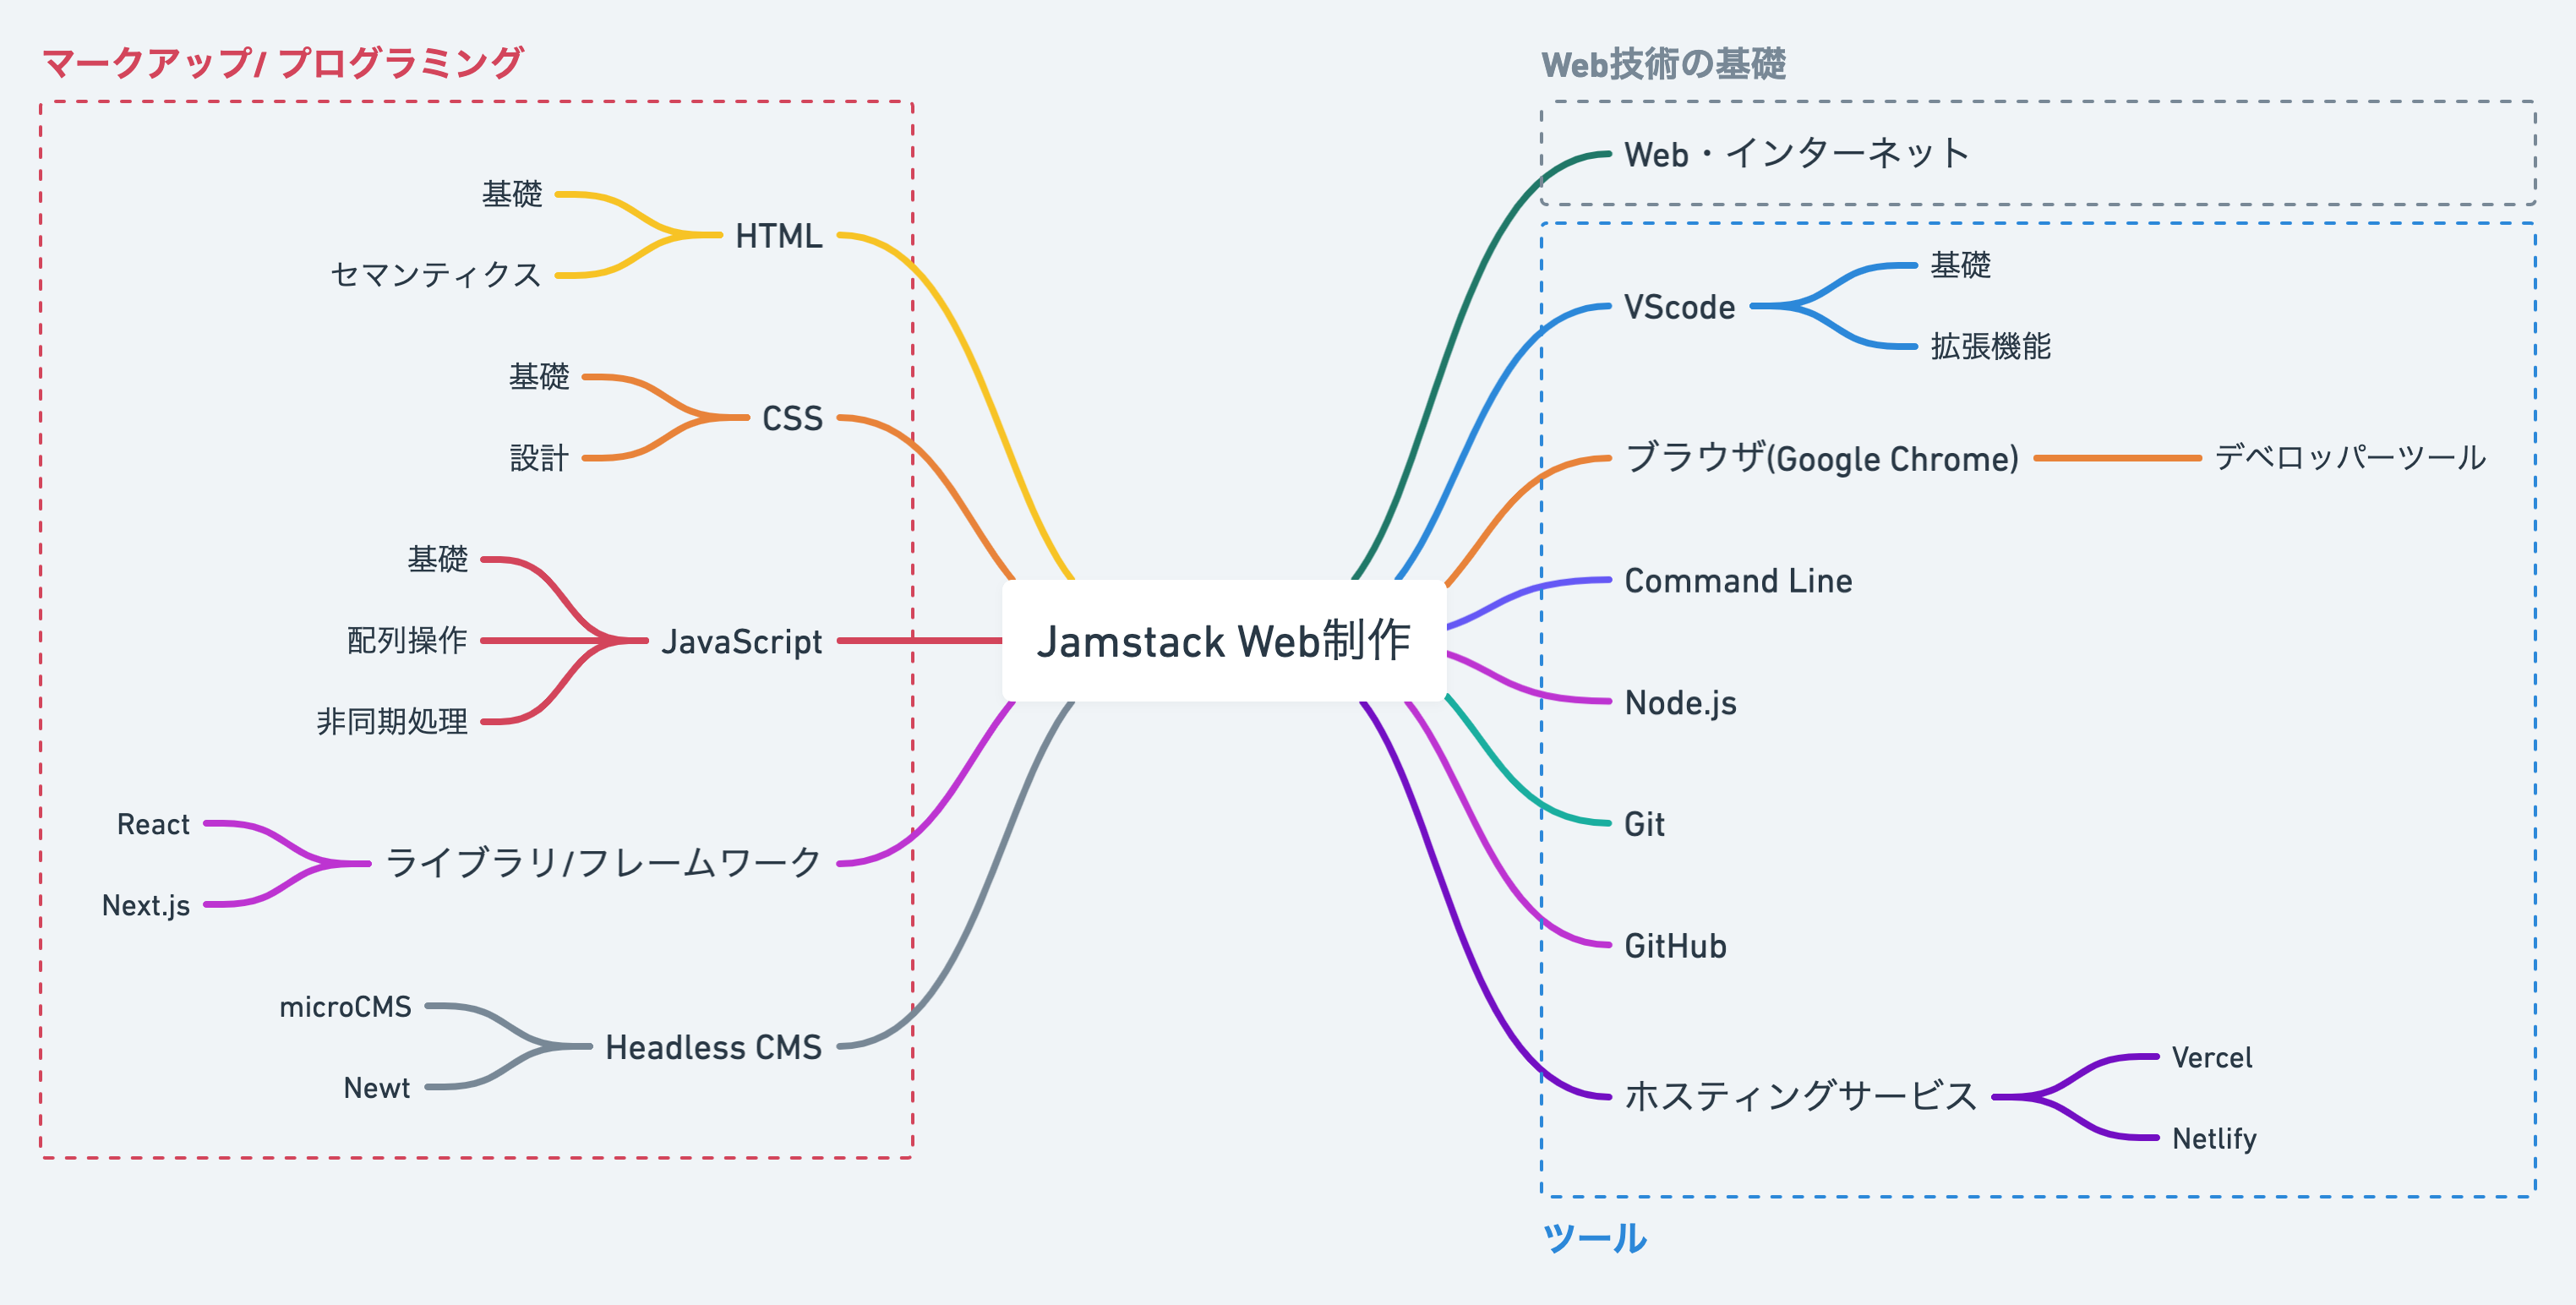 マークアップ/ プログラミング
基礎
セマンティクス
HTML
基礎
設計
CSS
基礎
配列操作
非同期処理
JavaScript
React
Next.js
ライブラリ/フレームワーク
microCMS
Newt
Headless CMS
Jamstack Web制作
Web技術の基礎
Web・インターネット
VScode
基礎
拡張機能
ブラウザ(Google Chrome)
デベロッパーツール
Command Line
Node.js
Git
GitHub
ホスティングサービス
Vercel
Netlify
ツール